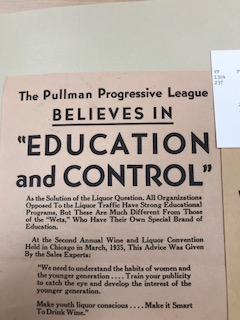 The Pullman Progressive League
BELIEVES IN
"EDUCATION
and CONTROL"
As the Solution of the Liquor Question. All Organizations
Opposed To the Liquor Traffic Have Strong Educational
Programs, But These Are Much Different From Those
of the "Wets," Who Have Their Own Special Brand of
Education.
At the Second Annual Wine and Liquor Convention
Held in Chicago in March, 1935, This Advice Was Given
By the Sales Experts:
"We need to understand the habits of women and
the younger generation .... Train your publicity
to catch the eye and develop the interest of the
younger generation.
Make youth liquor conscious .... Make it Smart
To Drink Wine."